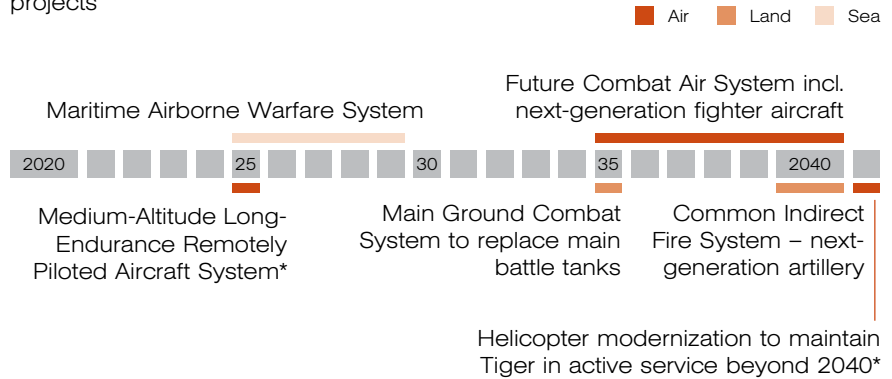 projects
Air Land Sea
Future Combat Air System incl.
next-generation fighter aircraft
Maritime Airborne Warfare System
2020 25 30 35 2040
Medium-Altitude Long-
Endurance Remotely
Piloted Aircraft System*
Main Ground Combat
System to replace main
battle tanks
Common Indirect
Fire System – next-
generation artillery
Helicopter modernization to maintain
Tiger in active service beyond 2040*